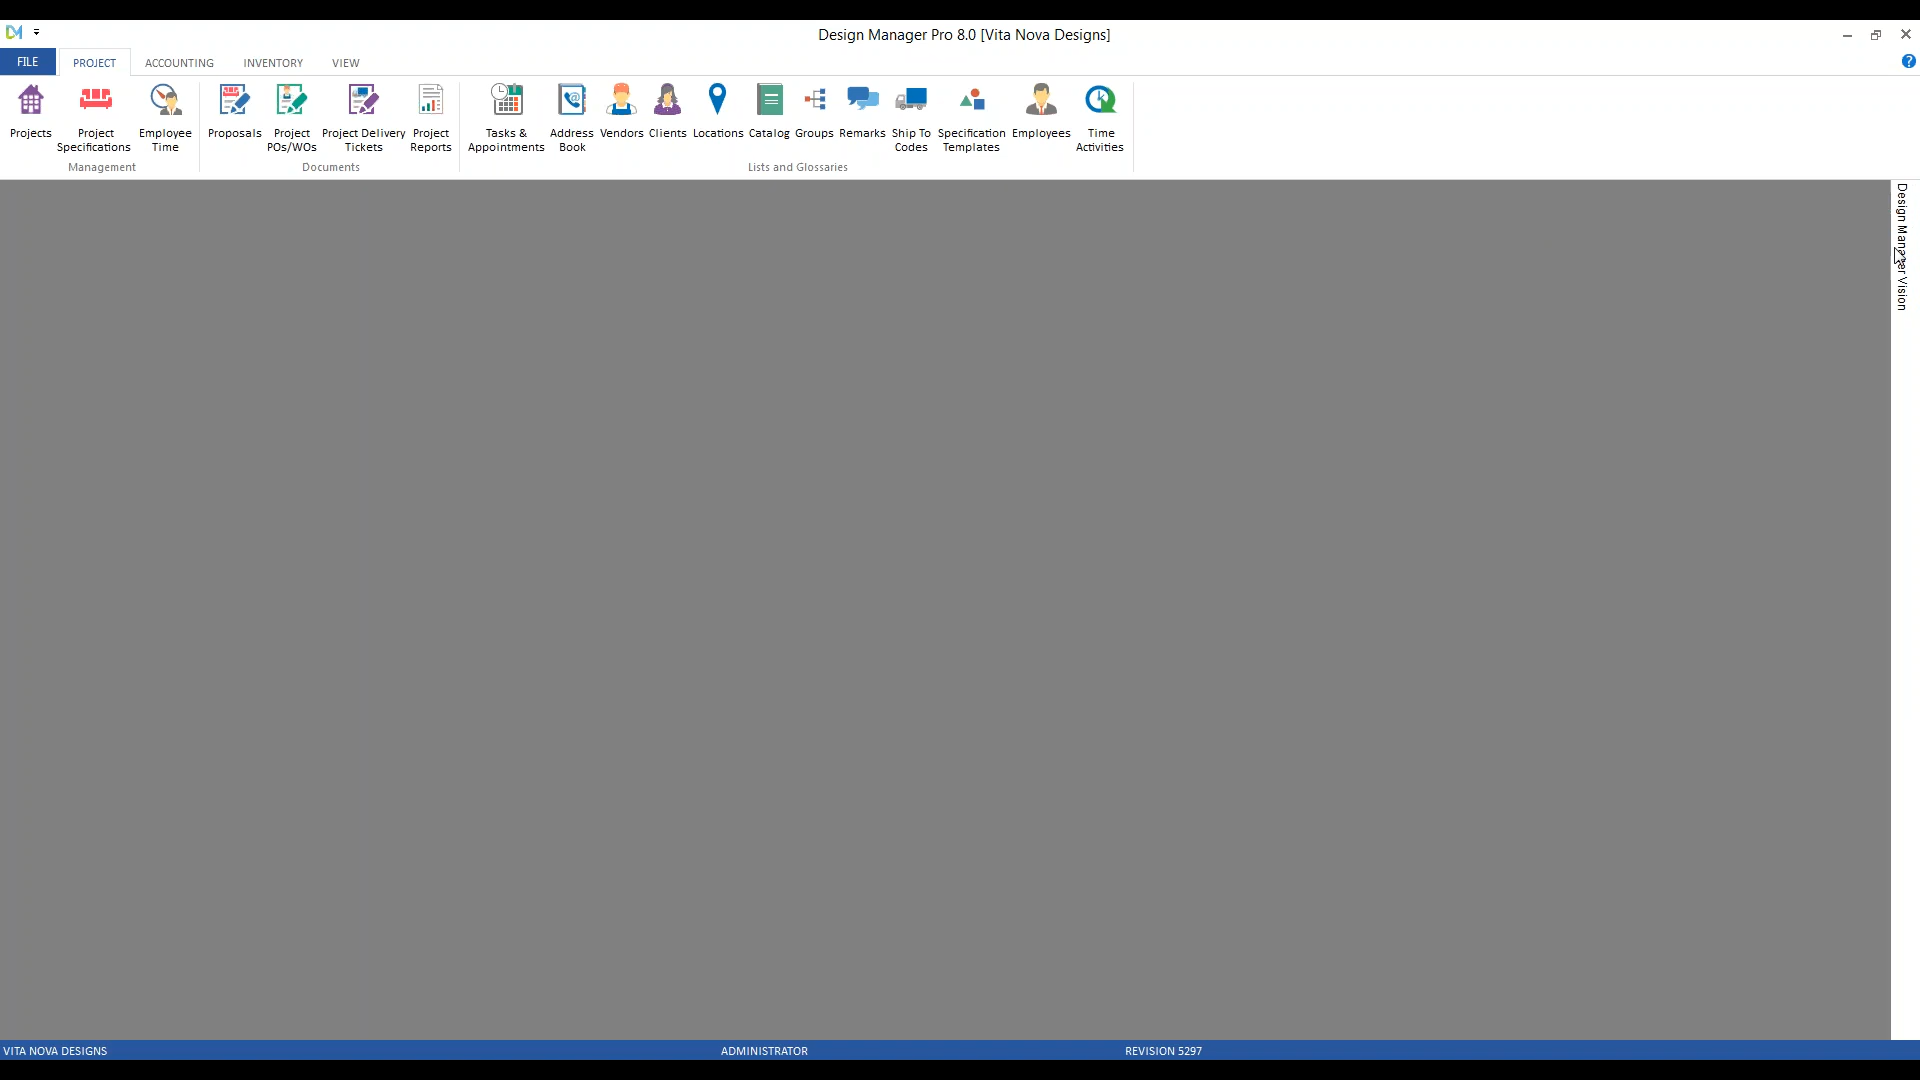 Design Manager Pro 8.0 [Vita Nova Designs]
FILE PROJECT ACCOUNTING INVENTORY VIEW
Projects
Project Specifications
Employee Time
Management
Proposals
Project POs/WOs
Project Delivery Tickets
Project Reports
Documents
Tasks & Appointments
Address Book
Vendors
Clients
Locations
Catalog
Groups
Remarks
Ship To Codes
Specification Templates
Employees
Time Activities
Lists and Glossaries
Design Manager Vision
VITA NOVA DESIGNS ADMINISTRATOR REVISION 5297